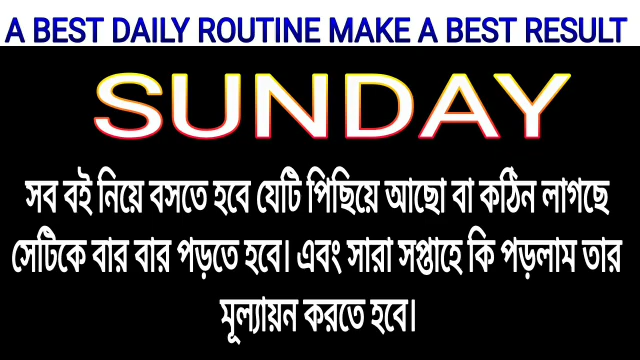 A BEST DAILY ROUTINE MAKE A BEST RESULT
SUNDAY
সব বই নিয়ে বসতে হবে যেটি পিছিয়ে আছো বা কঠিন লাগছে
সেটিকে বার বার পড়তে হবে। এবং সারা সপ্তাহে কি পড়লাম তার
মূল্যায়ন করতে হবে।